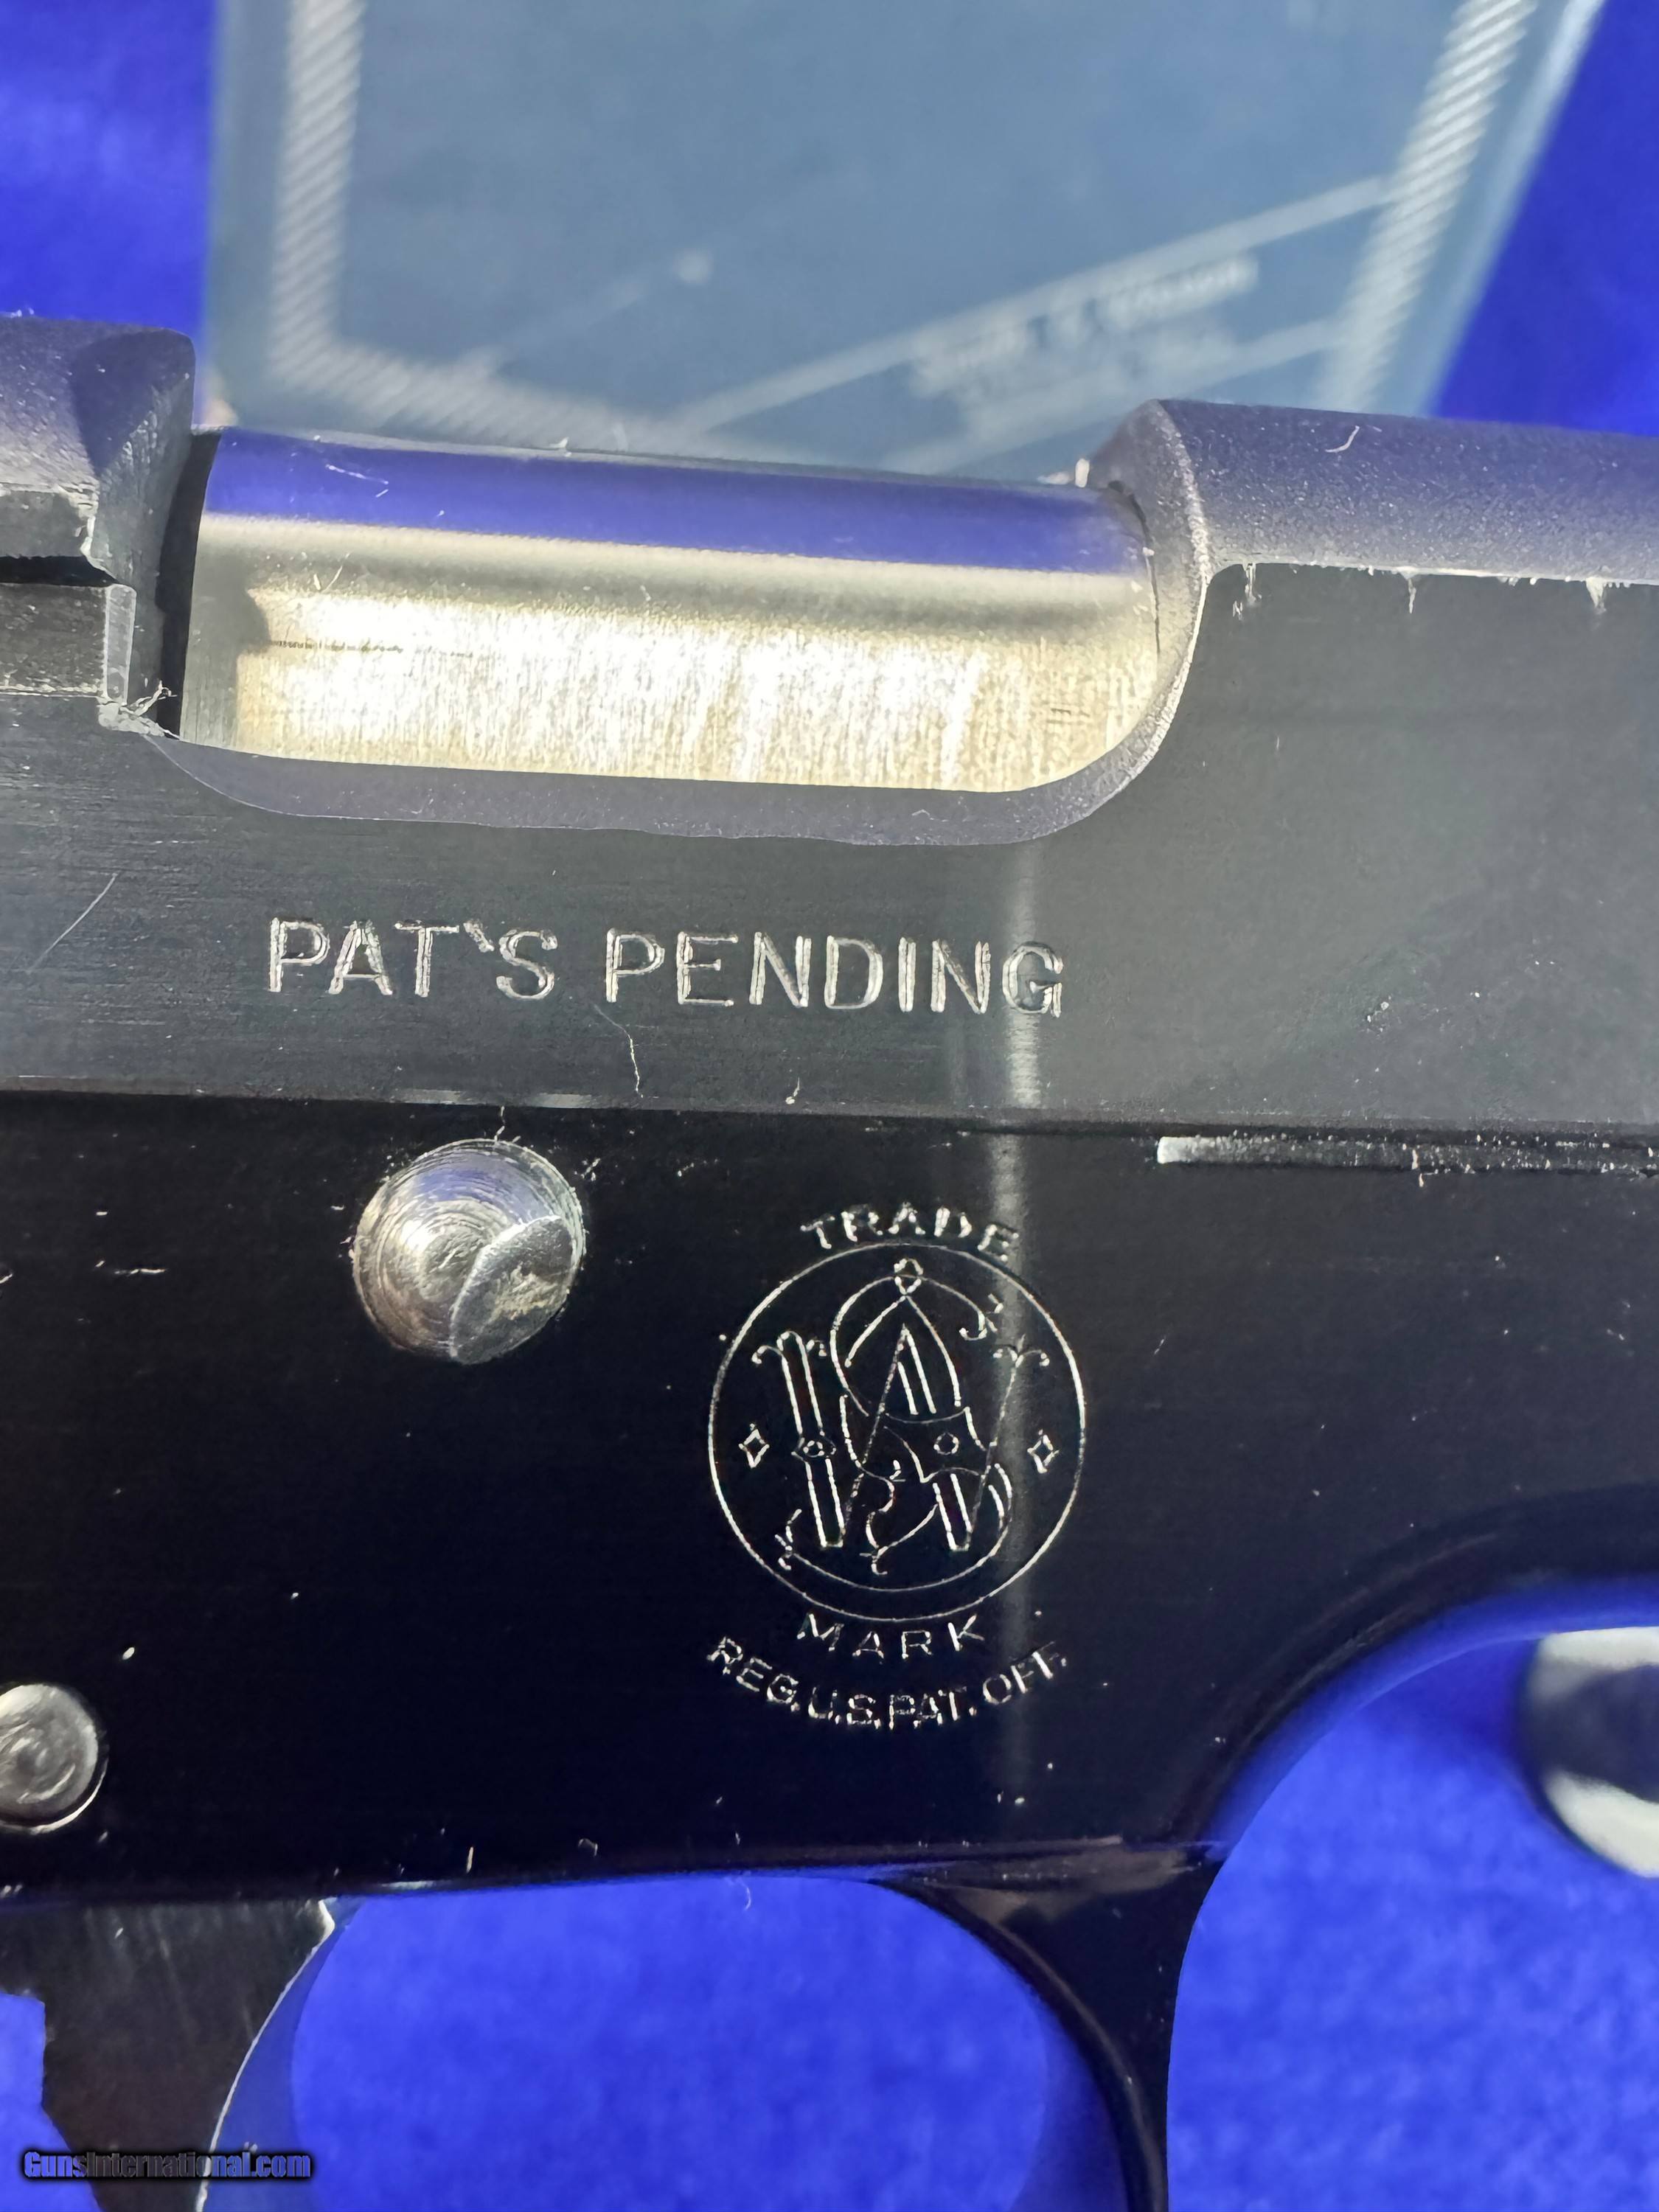 PAT'S PENDING
TRADE
MARK
REG. U.S. PAT. OFF.
GunsInternational.com